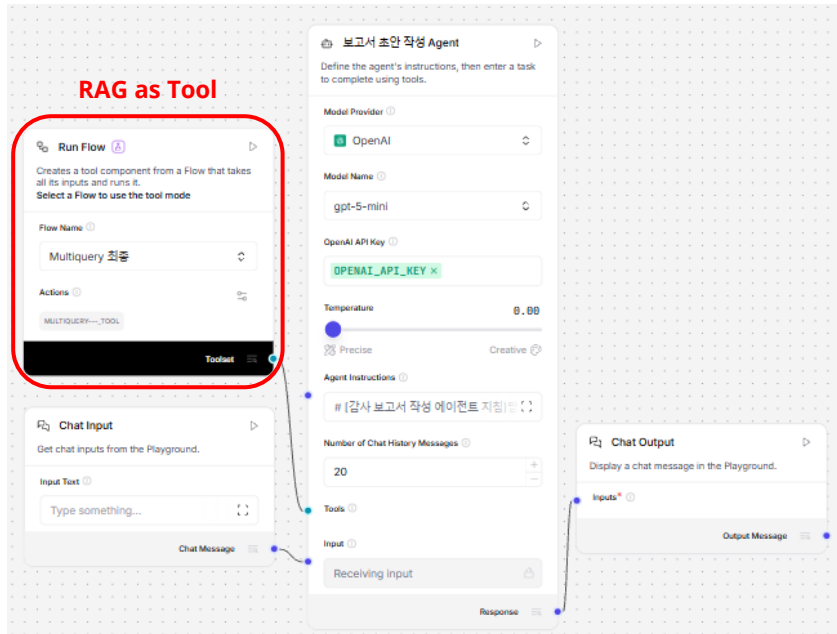 RAG as Tool
Run Flow
Creates a tool component from a Flow that takes
all its inputs and runs it.
Select a Flow to use the tool mode
Flow Name
Multiquery 최종
Actions
MULTIQUERY----_TOOL
Toolset
Chat Input
Get chat inputs from the Playground.
Input Text
Type something...
Chat Message
보고서 초안 작성 Agent
Define the agent's instructions, then enter a task
to complete using tools.
Model Provider
OpenAI
Model Name
gpt-5-mini
OpenAI API Key
OPENAI_API_KEY ×
Temperature
0.00
Precise
Creative
Agent Instructions
# [감사 보고서 작성 에이전트 지침]
Number of Chat History Messages
20
Tools
Input
Receiving input
Response
Chat Output
Display a chat message in the Playground.
Inputs*
Output Message